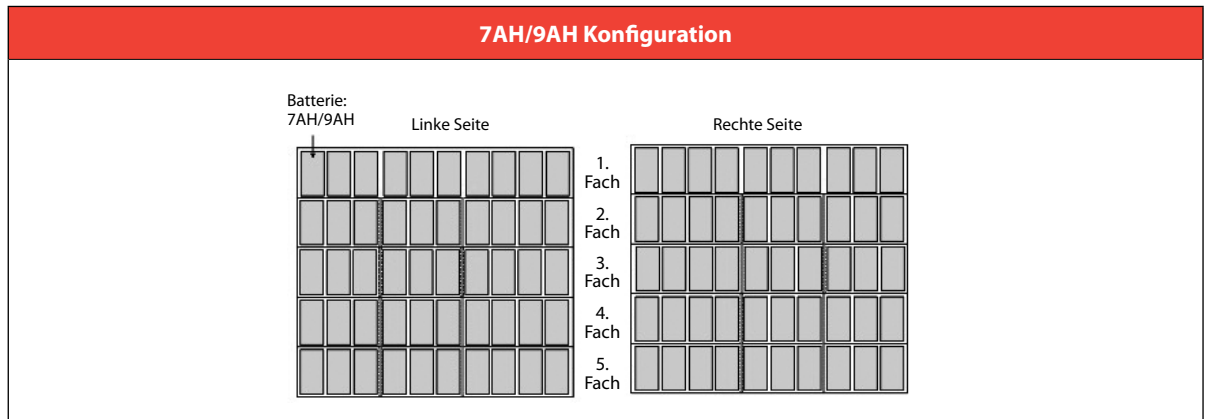 7AH/9AH Konfiguration
Batterie:
7AH/9AH
Linke Seite
Rechte Seite
1.
Fach
2.
Fach
3.
Fach
4.
Fach
5.
Fach